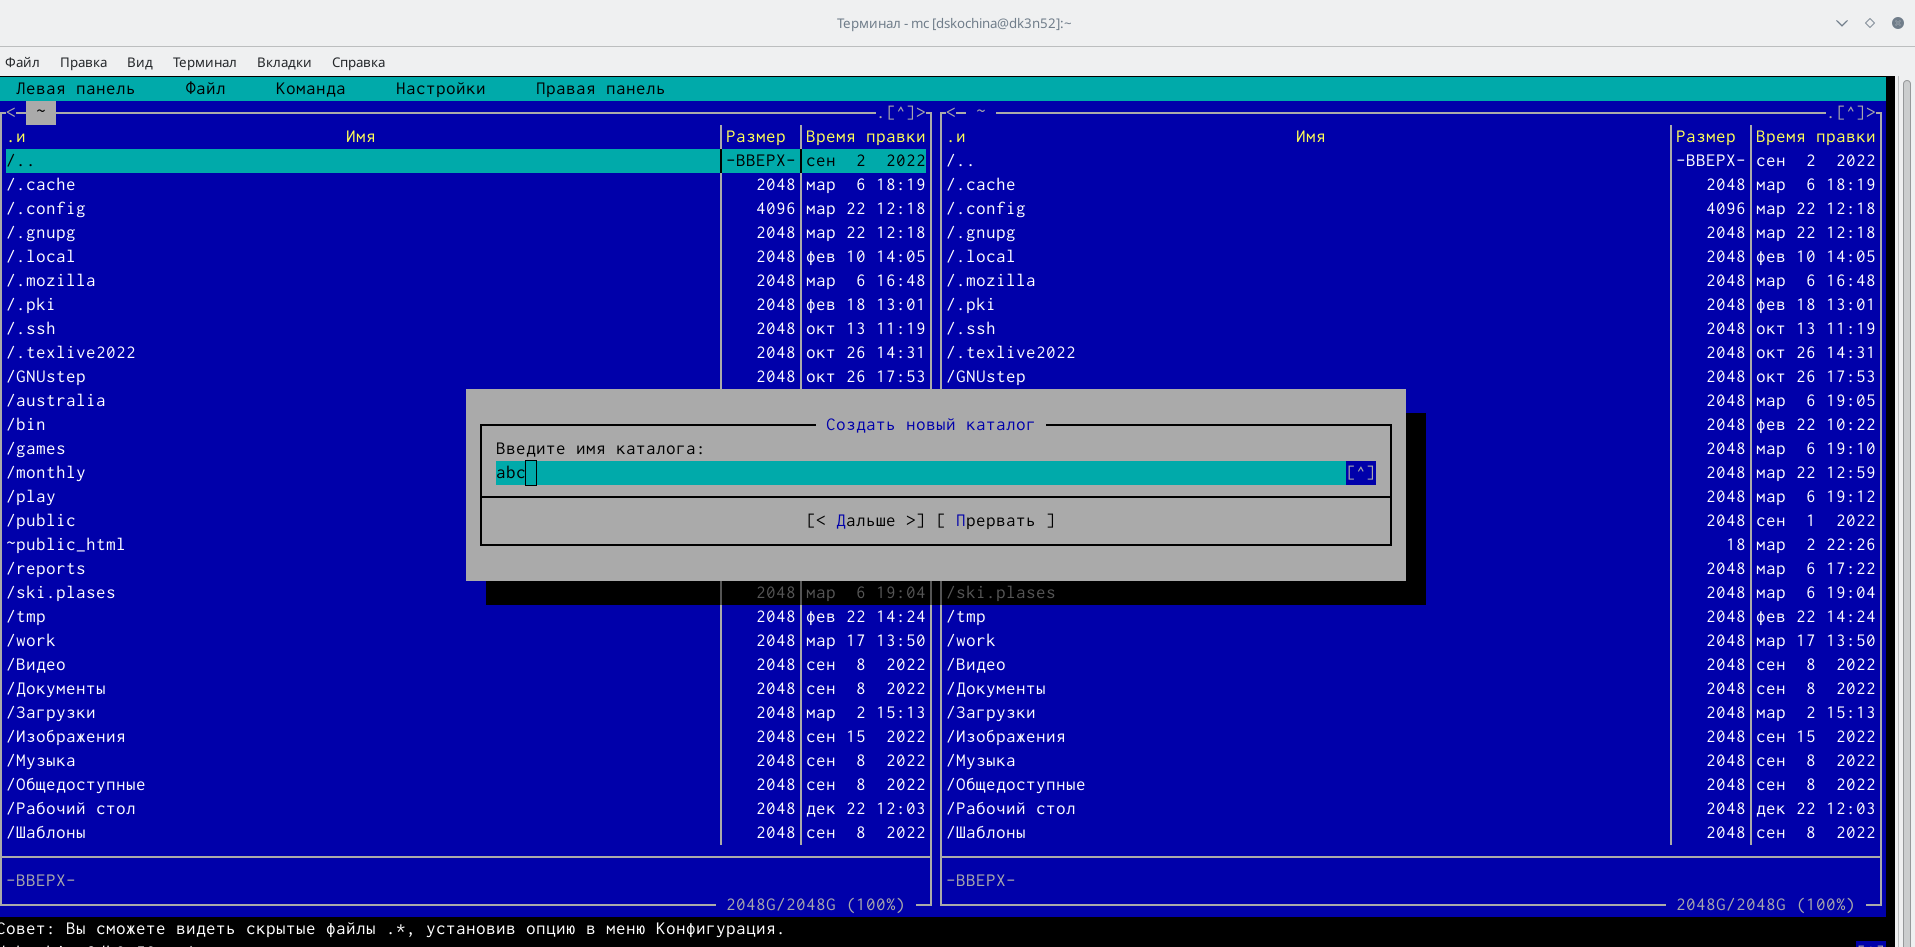 Терминал - mc [dskochina@dk3n52]:~
Файл Правка Вид Терминал Вкладки Справка
Левая панель Файл Команда Настройки Правая панель
<─ ~ .[^]> <─ ~ .[^]>
.и Имя Размер Время правки .и Имя Размер Время правки
/.. -ВВЕРХ- сен 2 2022 /.. -ВВЕРХ- сен 2 2022
/.cache 2048 мар 6 18:19 /.cache 2048 мар 6 18:19
/.config 4096 мар 22 12:18 /.config 4096 мар 22 12:18
/.gnupg 2048 мар 22 12:18 /.gnupg 2048 мар 22 12:18
/.local 2048 фев 10 14:05 /.local 2048 фев 10 14:05
/.mozilla 2048 мар 6 16:48 /.mozilla 2048 мар 6 16:48
/.pki 2048 фев 18 13:01 /.pki 2048 фев 18 13:01
/.ssh 2048 окт 13 11:19 /.ssh 2048 окт 13 11:19
/.texlive2022 2048 окт 26 14:31 /.texlive2022 2048 окт 26 14:31
/GNUstep 2048 окт 26 17:53 /GNUstep 2048 окт 26 17:53
/australia 2048 мар 6 19:05
/bin Создать новый каталог 2048 фев 22 10:22
/games Введите имя каталога: 2048 мар 6 19:10
/monthly abc [^] 2048 мар 22 12:59
/play 2048 мар 6 19:12
/public [< Дальше >] [ Прервать ] 2048 сен 1 2022
~public_html 18 мар 2 22:26
/reports 2048 мар 6 17:22
/ski.plases 2048 мар 6 19:04 /ski.plases 2048 мар 6 19:04
/tmp 2048 фев 22 14:24 /tmp 2048 фев 22 14:24
/work 2048 мар 17 13:50 /work 2048 мар 17 13:50
/Видео 2048 сен 8 2022 /Видео 2048 сен 8 2022
/Документы 2048 сен 8 2022 /Документы 2048 сен 8 2022
/Загрузки 2048 мар 2 15:13 /Загрузки 2048 мар 2 15:13
/Изображения 2048 сен 15 2022 /Изображения 2048 сен 15 2022
/Музыка 2048 сен 8 2022 /Музыка 2048 сен 8 2022
/Общедоступные 2048 сен 8 2022 /Общедоступные 2048 сен 8 2022
/Рабочий стол 2048 дек 22 12:03 /Рабочий стол 2048 дек 22 12:03
/Шаблоны 2048 сен 8 2022 /Шаблоны 2048 сен 8 2022
-ВВЕРХ- -ВВЕРХ-
2048G/2048G (100%) 2048G/2048G (100%)
Совет: Вы сможете видеть скрытые файлы .*, установив опцию в меню Конфигурация.